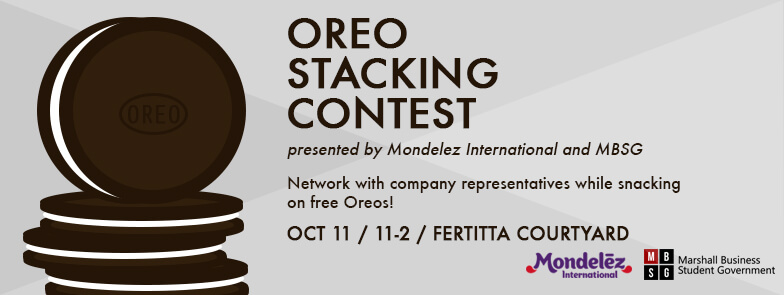 OREO
OREO
STACKING
CONTEST
presented by Mondelez International and MBSG
Network with company representatives while snacking
on free Oreos!
OCT 11 / 11-2 / FERTITTA COURTYARD
Mondelēz
International
M B
S G
Marshall Business
Student Government